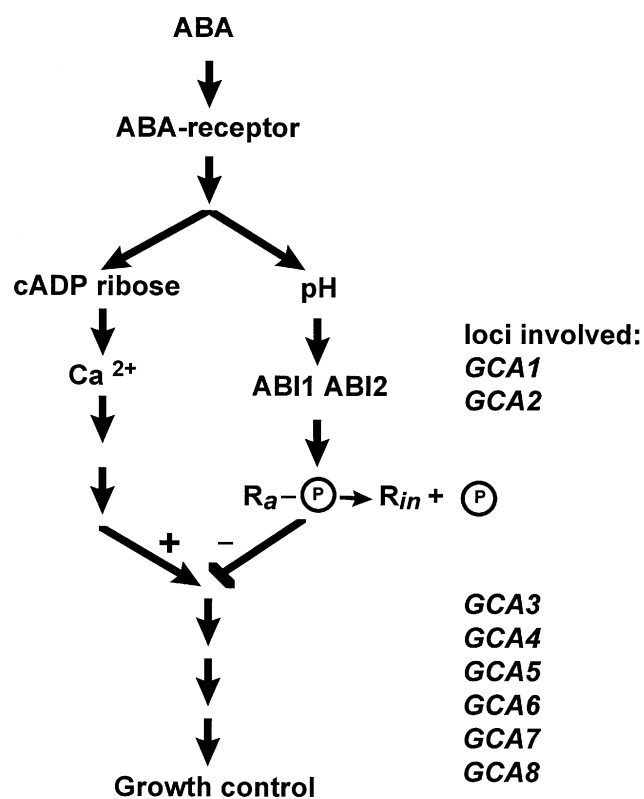 ABA
ABA-receptor
cADP ribose
pH
loci involved:
GCA1
Ca 2+
ABI1 ABI2
GCA2
Ra – P → Rin + P
+
–
GCA3
GCA4
GCA5
GCA6
GCA7
GCA8
Growth control